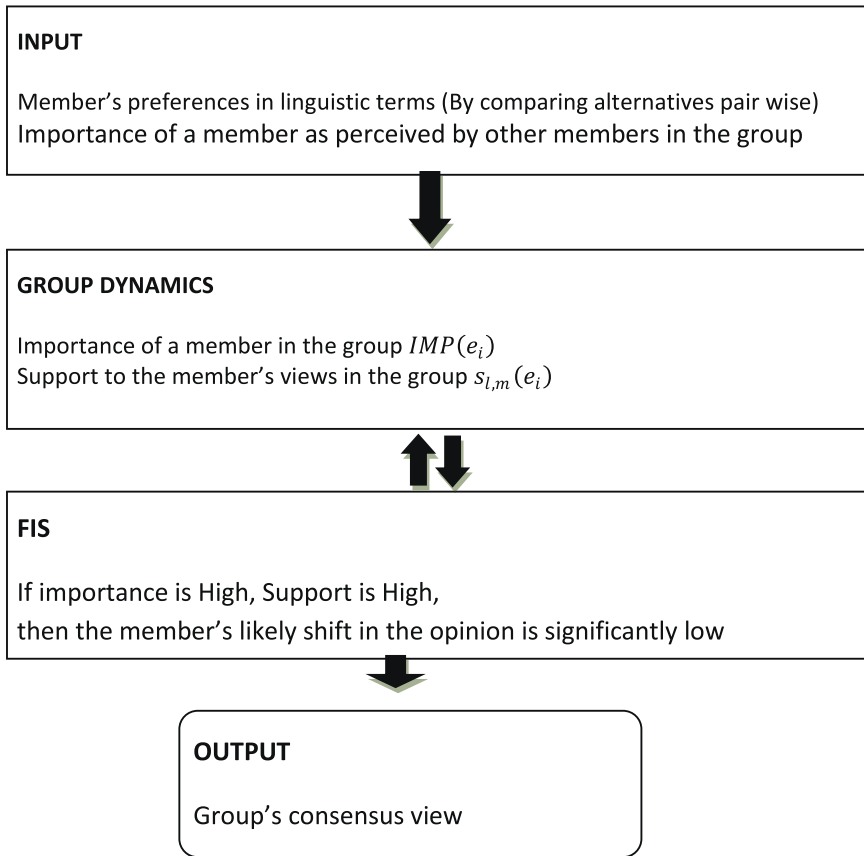 INPUT
Member’s preferences in linguistic terms (By comparing alternatives pair wise)
Importance of a member as perceived by other members in the group
GROUP DYNAMICS
Importance of a member in the group 𝐼𝑀𝑃(𝑒ᵢ)
Support to the member’s views in the group 𝑠_{𝑙,𝑚}(𝑒ᵢ)
FIS
If importance is High, Support is High,
then the member’s likely shift in the opinion is significantly low
OUTPUT
Group’s consensus view